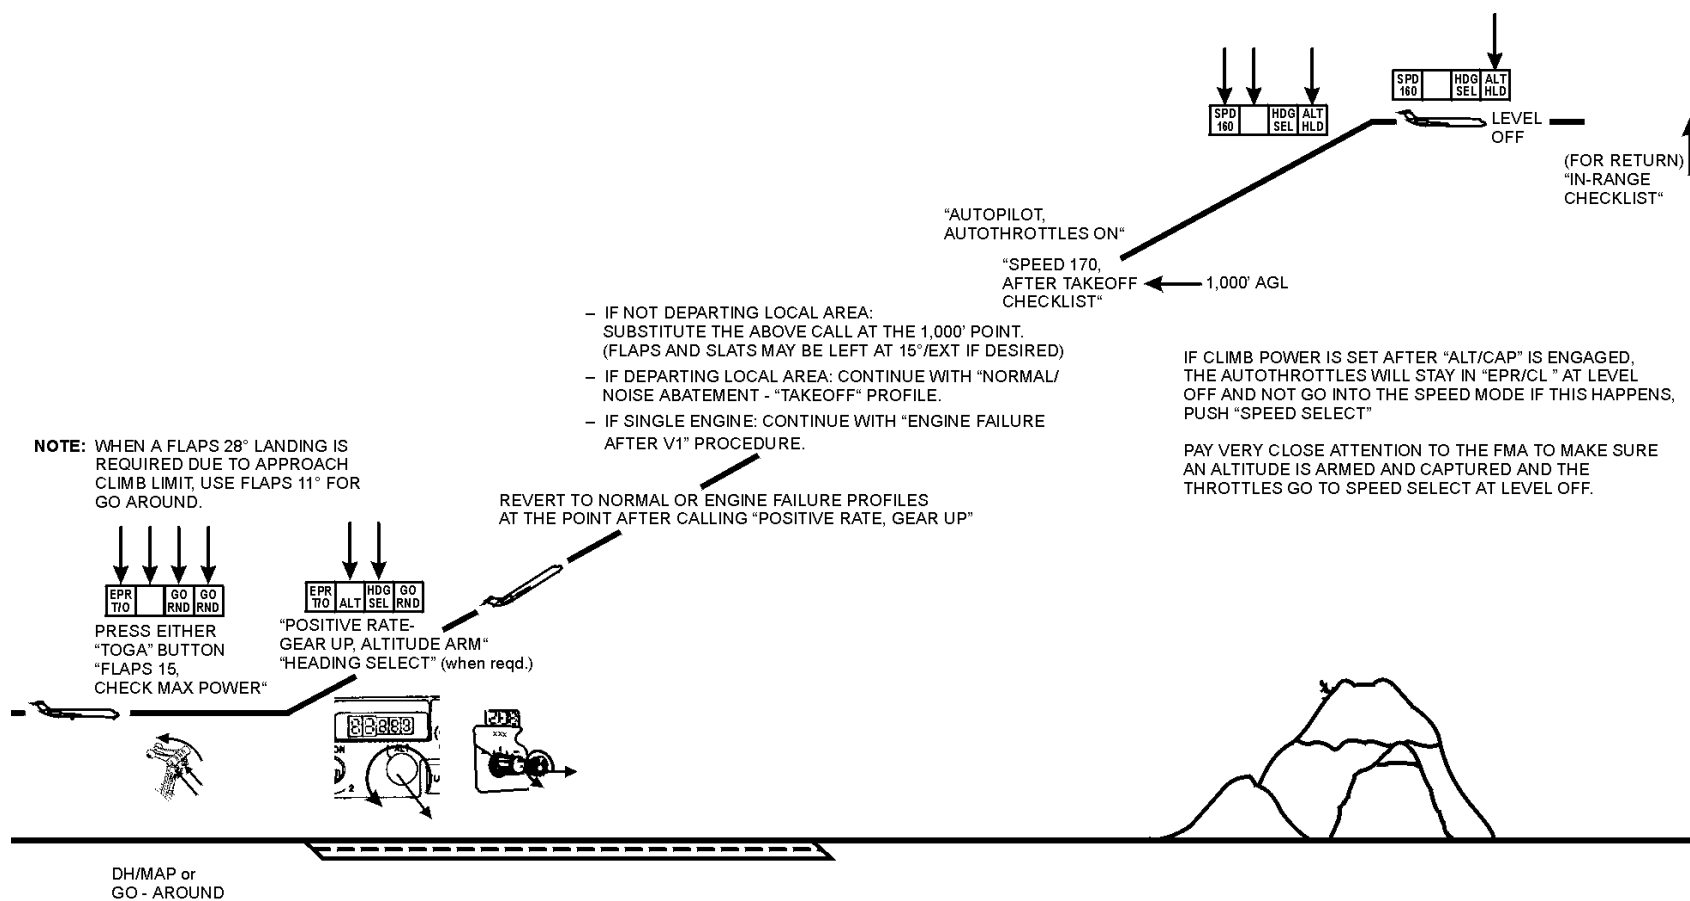 SPD 160 HDG SEL ALT HLD
LEVEL
OFF
SPD 160 HDG SEL ALT HLD
(FOR RETURN)
“IN-RANGE
CHECKLIST“
“AUTOPILOT,
AUTOTHROTTLES ON“
“SPEED 170,
AFTER TAKEOFF
CHECKLIST“
1,000’ AGL
– IF NOT DEPARTING LOCAL AREA:
SUBSTITUTE THE ABOVE CALL AT THE 1,000’ POINT.
(FLAPS AND SLATS MAY BE LEFT AT 15°/EXT IF DESIRED)
– IF DEPARTING LOCAL AREA: CONTINUE WITH “NORMAL/
NOISE ABATEMENT - “TAKEOFF“ PROFILE.
– IF SINGLE ENGINE: CONTINUE WITH “ENGINE FAILURE
AFTER V1” PROCEDURE.
IF CLIMB POWER IS SET AFTER “ALT/CAP” IS ENGAGED,
THE AUTOTHROTTLES WILL STAY IN “EPR/CL ” AT LEVEL
OFF AND NOT GO INTO THE SPEED MODE IF THIS HAPPENS,
PUSH “SPEED SELECT”
PAY VERY CLOSE ATTENTION TO THE FMA TO MAKE SURE
AN ALTITUDE IS ARMED AND CAPTURED AND THE
THROTTLES GO TO SPEED SELECT AT LEVEL OFF.
NOTE: WHEN A FLAPS 28° LANDING IS
REQUIRED DUE TO APPROACH
CLIMB LIMIT, USE FLAPS 11° FOR
GO AROUND.
REVERT TO NORMAL OR ENGINE FAILURE PROFILES
AT THE POINT AFTER CALLING “POSITIVE RATE, GEAR UP”
EPR T/O GO RND GO RND
PRESS EITHER
“TOGA” BUTTON
“FLAPS 15,
CHECK MAX POWER“
EPR T/O ALT HDG SEL GO RND
“POSITIVE RATE-
GEAR UP, ALTITUDE ARM“
“HEADING SELECT” (when reqd.)
ALT
2
XXX
DH/MAP or
GO - AROUND